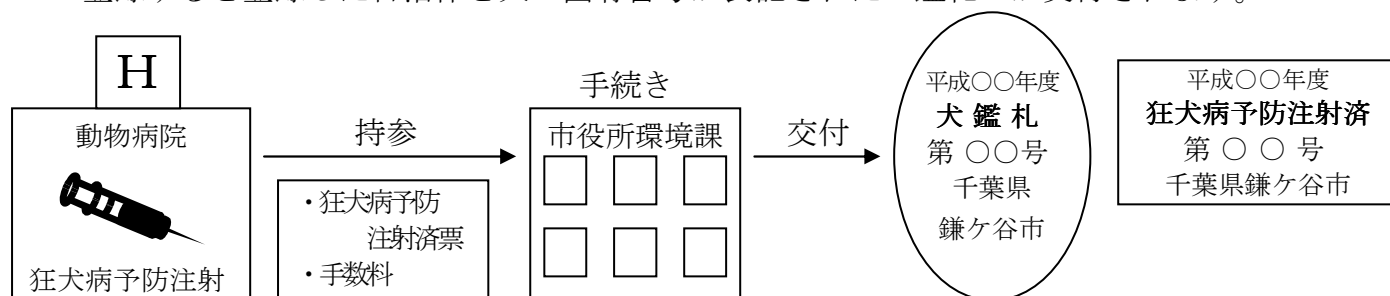 H
動物病院
狂犬病予防注射
持参
・狂犬病予防
注射済票
・手数料
手続き
市役所環境課
交付
平成○○年度
犬鑑札
第 ○○号
千葉県
鎌ケ谷市
平成○○年度
狂犬病予防注射済
第 ○ ○ 号
千葉県鎌ケ谷市